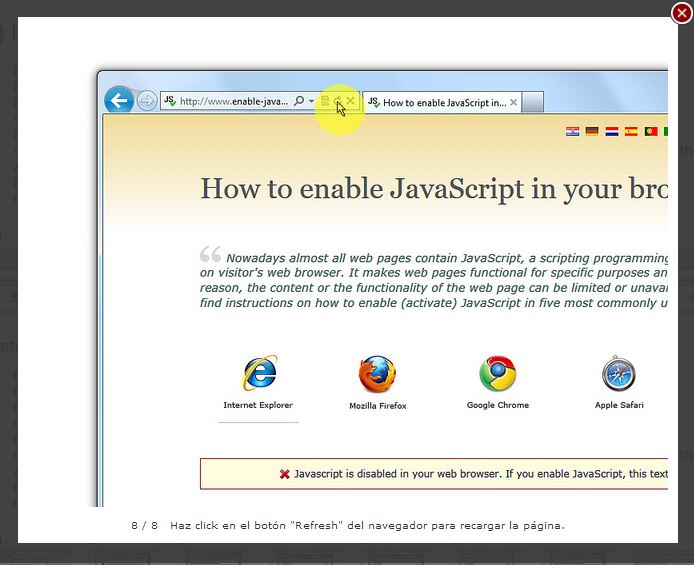 http://www.enable-java...
How to enable JavaScript in...
How to enable JavaScript in your bro
Nowadays almost all web pages contain JavaScript, a scripting programming
on visitor's web browser. It makes web pages functional for specific purposes an
reason, the content or the functionality of the web page can be limited or unava
find instructions on how to enable (activate) JavaScript in five most commonly u
Internet Explorer
Mozilla Firefox
Google Chrome
Apple Safari
Javascript is disabled in your web browser. If you enable JavaScript, this text
8 / 8 Haz click en el botón "Refresh" del navegador para recargar la página.